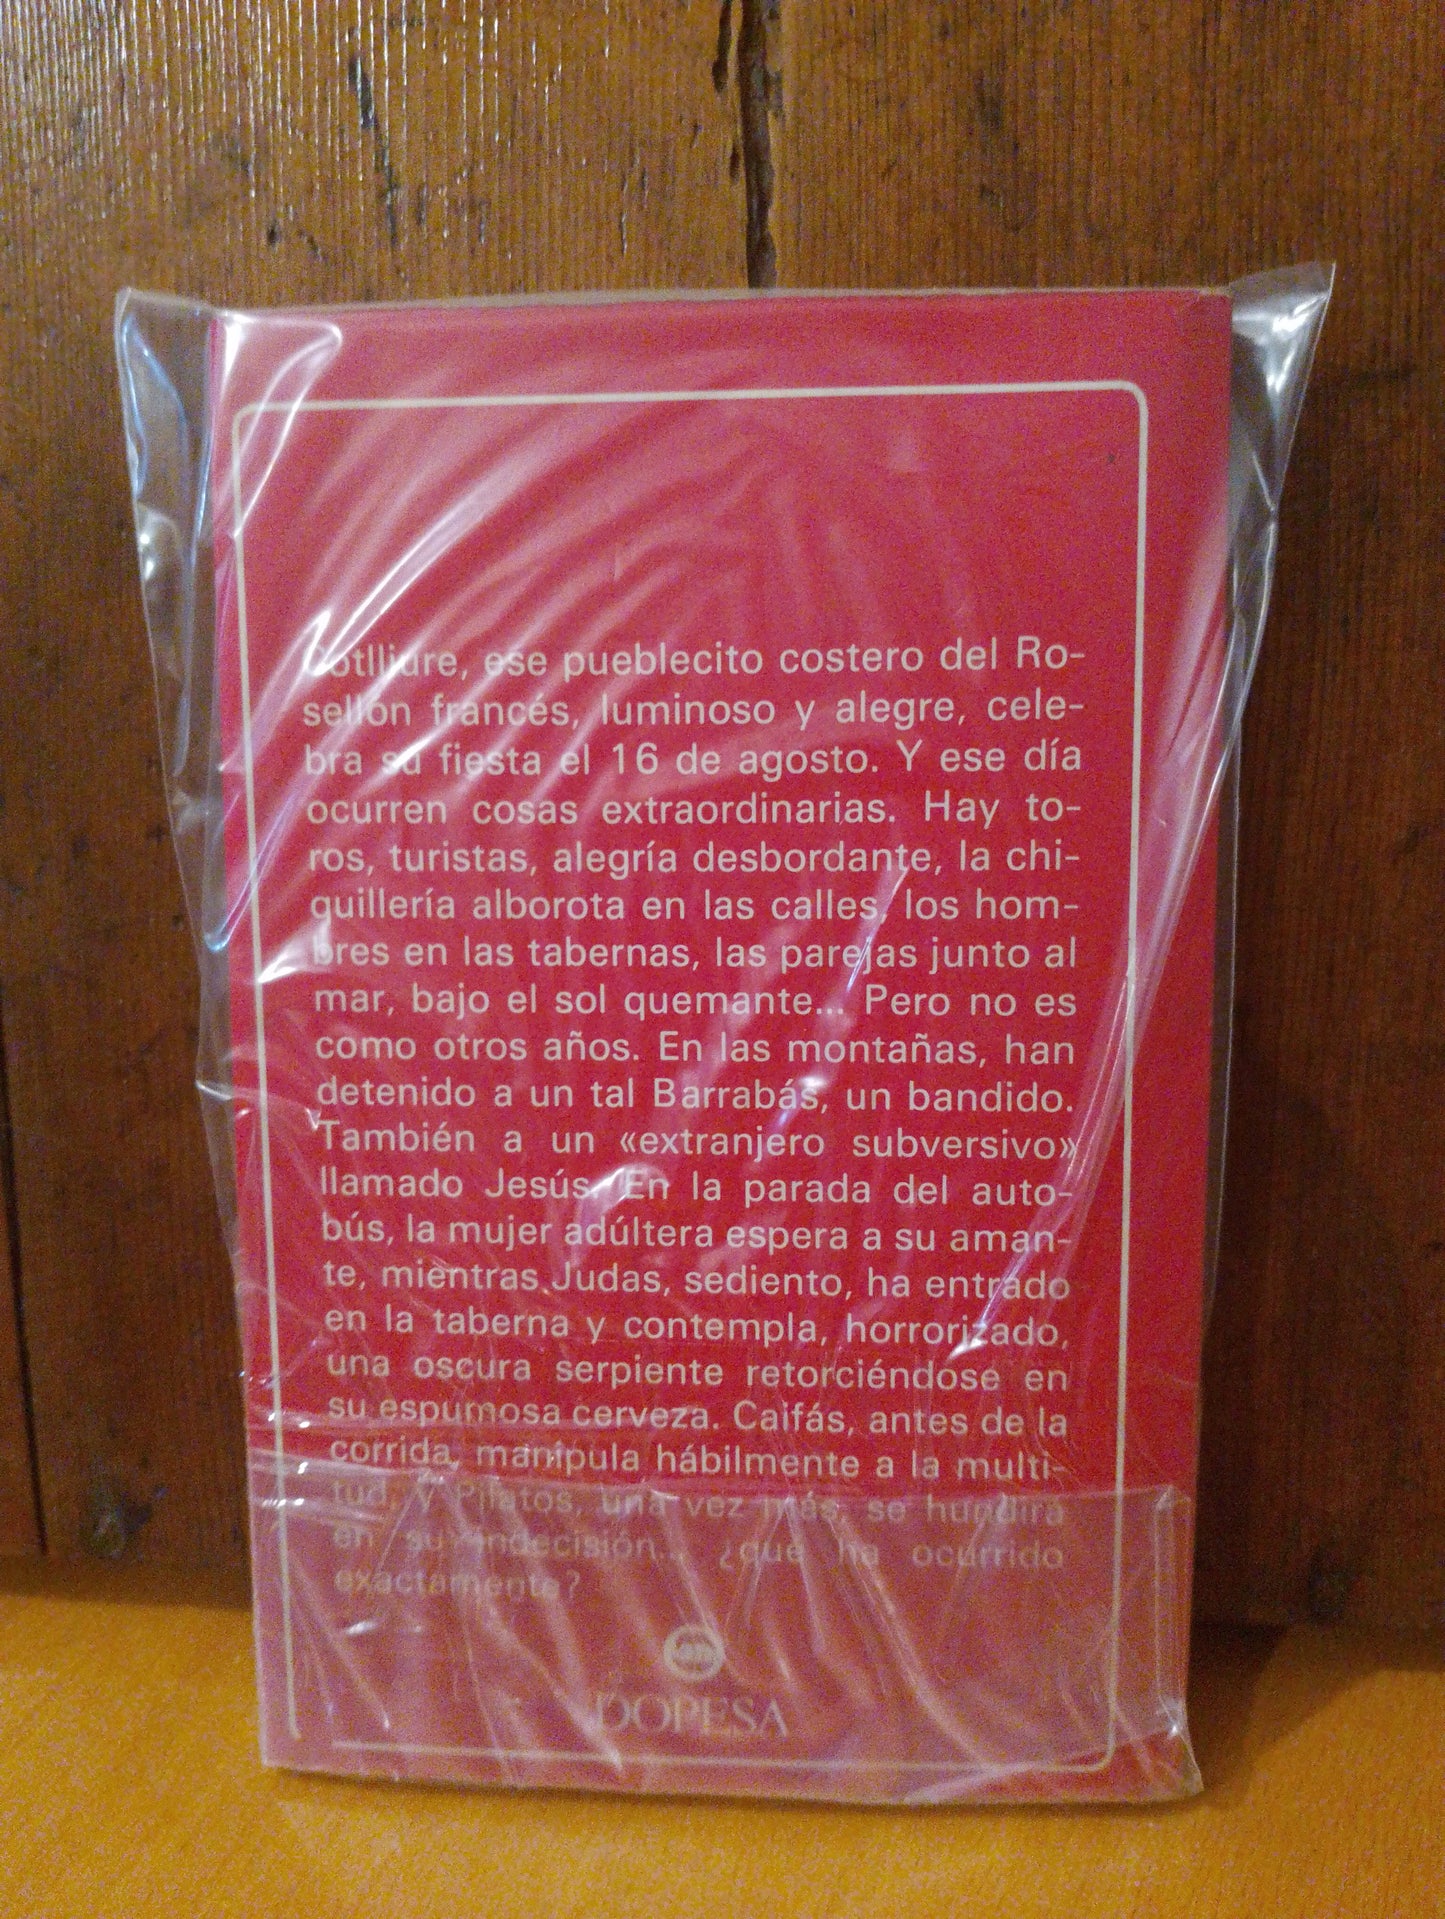 Cotlliure, ese pueblecito costero del Ro-
sellón francés, luminoso y alegre, cele-
bra su fiesta el 16 de agosto. Y ese día
ocurren cosas extraordinarias. Hay to-
ros, turistas, alegría desbordante, la chi-
quillería alborota en las calles, los hom-
bres en las tabernas, las parejas junto al
mar, bajo el sol quemante... Pero no es
como otros años. En las montañas, han
detenido a un tal Barrabás, un bandido.
También a un «extranjero subversivo»
llamado Jesús. En la parada del auto-
bús, la mujer adúltera espera a su aman-
te, mientras Judas, sediento, ha entrado
en la taberna y contempla, horrorizado,
una oscura serpiente retorciéndose en
su espumosa cerveza. Caifás, antes de la
corrida, manipula hábilmente a la multi-
tud, y Pilatos, una vez más, se hundirá
en su indecisión... ¿qué ha ocurrido
exactamente?
DOPESA